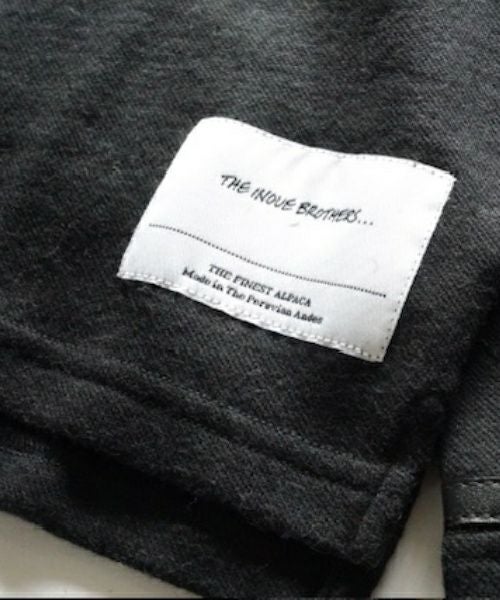 THE INOUE BROTHERS...
THE FINEST ALPACA
Made in The Peruvian Andes